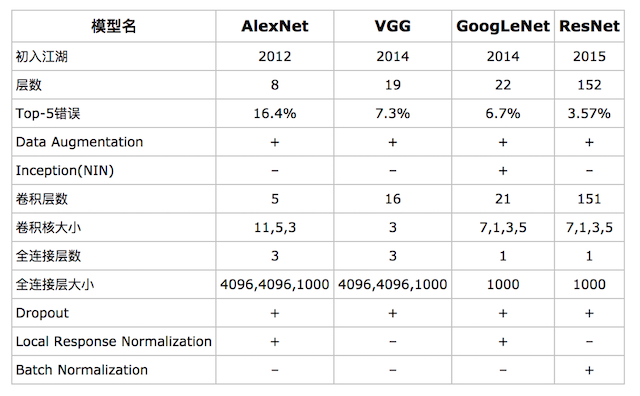 模型名 AlexNet VGG GoogLeNet ResNet
初入江湖 2012 2014 2014 2015
层数 8 19 22 152
Top-5错误 16.4% 7.3% 6.7% 3.57%
Data Augmentation + + + +
Inception(NIN) – – + –
卷积层数 5 16 21 151
卷积核大小 11,5,3 3 7,1,3,5 7,1,3,5
全连接层数 3 3 1 1
全连接层大小 4096,4096,1000 4096,4096,1000 1000 1000
Dropout + + + +
Local Response Normalization + – + –
Batch Normalization – – – +